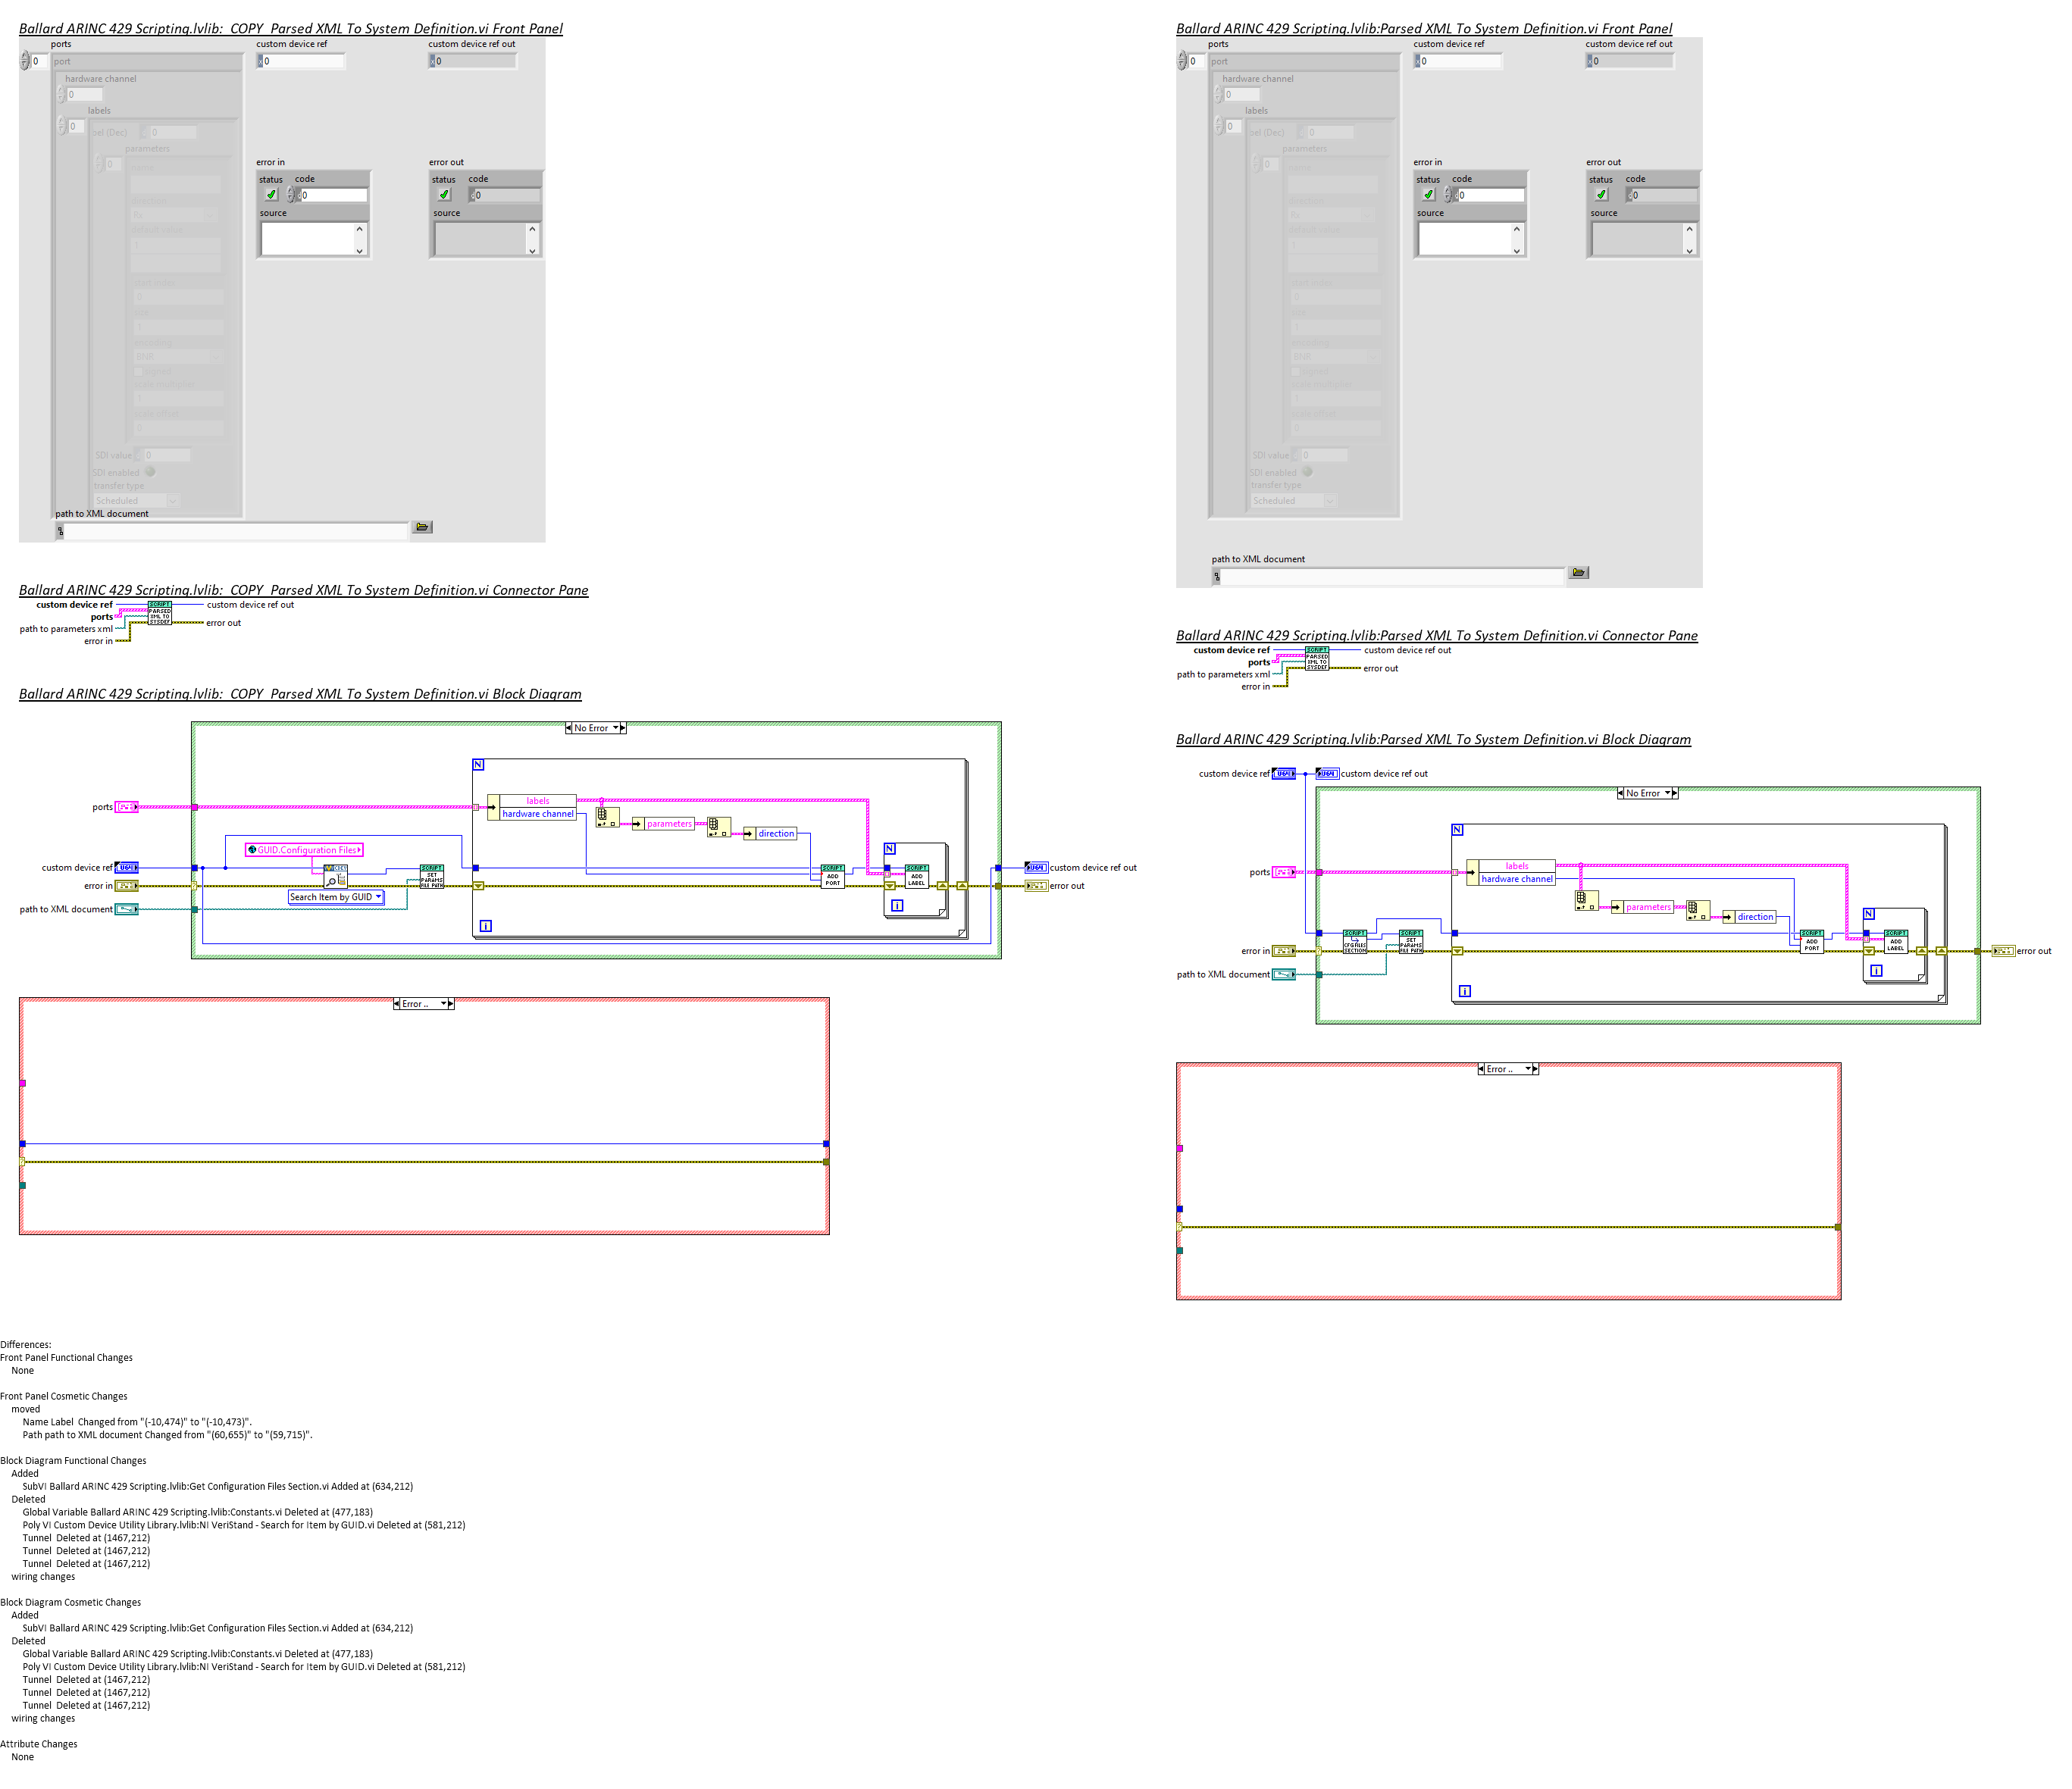 Ballard ARINC 429 Scripting.lvlib:  COPY  Parsed XML To System Definition.vi Front Panel
ports
custom device ref
custom device ref out
0
port
x 0
x 0
hardware channel
0
labels
0
0
parameters
0
error in
error out
status
code
status
code
0
0
source
source
Rx
1
0
1
BNR
1
0
SDI value
0
SDI enabled
transfer type
Scheduled
path to XML document
Ballard ARINC 429 Scripting.lvlib:  COPY  Parsed XML To System Definition.vi Connector Pane
custom device ref
custom device ref out
ports
path to parameters xml
error out
error in
SCRIPT
PARSED
XML TO
SYSDEF
Ballard ARINC 429 Scripting.lvlib:  COPY  Parsed XML To System Definition.vi Block Diagram
No Error
N
ports
labels
hardware channel
parameters
direction
GUID.Configuration Files
custom device ref
custom device ref out
error in
error out
Search Item by GUID
path to XML document
SCRIPT
SET
PARAMS
FILE PATH
SCRIPT
ADD
PORT
N
SCRIPT
ADD
LABEL
i
i
Error ..
Ballard ARINC 429 Scripting.lvlib:Parsed XML To System Definition.vi Front Panel
ports
custom device ref
custom device ref out
0
port
x 0
x 0
hardware channel
0
labels
0
0
parameters
0
error in
error out
status
code
status
code
0
0
source
source
Rx
1
0
1
BNR
1
0
SDI value
0
SDI enabled
transfer type
Scheduled
path to XML document
Ballard ARINC 429 Scripting.lvlib:Parsed XML To System Definition.vi Connector Pane
custom device ref
custom device ref out
ports
path to parameters xml
error out
error in
SCRIPT
PARSED
XML TO
SYSDEF
Ballard ARINC 429 Scripting.lvlib:Parsed XML To System Definition.vi Block Diagram
custom device ref
custom device ref out
No Error
N
ports
labels
hardware channel
parameters
direction
error in
error out
path to XML document
SCRIPT
CFG FILES
SECTION
SCRIPT
SET
PARAMS
FILE PATH
SCRIPT
ADD
PORT
N
SCRIPT
ADD
LABEL
i
i
Error ..
Differences:
Front Panel Functional Changes
None
Front Panel Cosmetic Changes
moved
Name Label  Changed from "(-10,474)" to "(-10,473)".
Path path to XML document Changed from "(60,655)" to "(59,715)".
Block Diagram Functional Changes
Added
SubVI Ballard ARINC 429 Scripting.lvlib:Get Configuration Files Section.vi Added at (634,212)
Deleted
Global Variable Ballard ARINC 429 Scripting.lvlib:Constants.vi Deleted at (477,183)
Poly VI Custom Device Utility Library.lvlib:NI VeriStand - Search for Item by GUID.vi Deleted at (581,212)
Tunnel  Deleted at (1467,212)
Tunnel  Deleted at (1467,212)
Tunnel  Deleted at (1467,212)
wiring changes
Block Diagram Cosmetic Changes
Added
SubVI Ballard ARINC 429 Scripting.lvlib:Get Configuration Files Section.vi Added at (634,212)
Deleted
Global Variable Ballard ARINC 429 Scripting.lvlib:Constants.vi Deleted at (477,183)
Poly VI Custom Device Utility Library.lvlib:NI VeriStand - Search for Item by GUID.vi Deleted at (581,212)
Tunnel  Deleted at (1467,212)
Tunnel  Deleted at (1467,212)
Tunnel  Deleted at (1467,212)
wiring changes
Attribute Changes
None